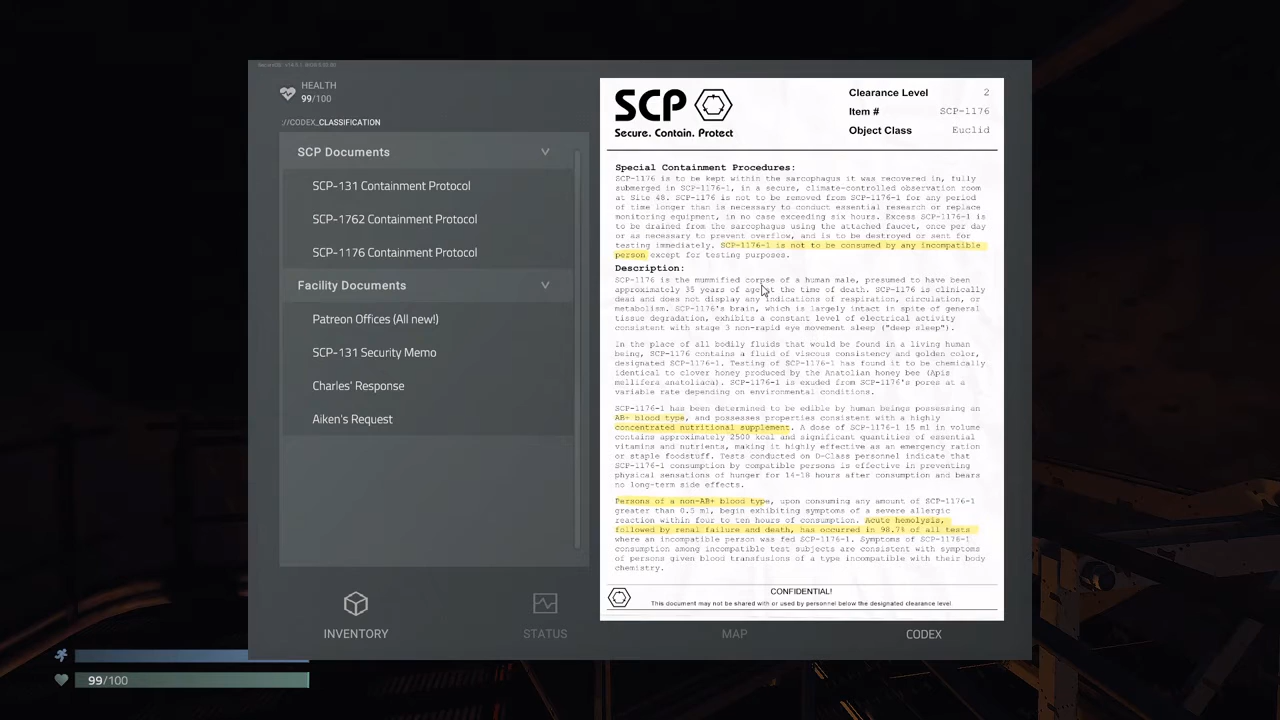 HEALTH
99/100
://CODEX_CLASSIFICATION
SCP Documents
SCP-131 Containment Protocol
SCP-1762 Containment Protocol
SCP-1176 Containment Protocol
Facility Documents
Patreon Offices (All new!)
SCP-131 Security Memo
Charles' Response
Aiken's Request
INVENTORY
STATUS
MAP
CODEX
99/100
SCP
Secure. Contain. Protect
Clearance Level 2
Item # SCP-1176
Object Class Euclid
Special Containment Procedures:
SCP-1176 is to be kept within the sarcophagus it was recovered in, fully
submerged in SCP-1176-1, in a secure, climate-controlled observation room
at Site 48. SCP-1176 is not to be removed from SCP-1176-1 for any period
of time longer than is necessary to conduct essential research or replace
monitoring equipment, in no case exceeding six hours. Excess SCP-1176-1 is
to be drained from the sarcophagus using the attached faucet, once per day
or as necessary to prevent overflow, and is to be destroyed or sent for
testing immediately. SCP-1176-1 is not to be consumed by any incompatible
person except for testing purposes.
Description:
SCP-1176 is the mummified corpse of a human male, presumed to have been
approximately 35 years of age at the time of death. SCP-1176 is clinically
dead and does not display any indications of respiration, circulation, or
metabolism. SCP-1176's brain, which is largely intact in spite of general
tissue degradation, exhibits a constant level of electrical activity
consistent with stage 3 non-rapid eye movement sleep ("deep sleep").
In the place of all bodily fluids that would be found in a living human
being, SCP-1176 contains a fluid of viscous consistency and golden color,
designated SCP-1176-1. Testing of SCP-1176-1 has found it to be chemically
identical to clover honey produced by the Anatolian honey bee (Apis
mellifera anatoliaca). SCP-1176-1 is exuded from SCP-1176's pores at a
variable rate depending on environmental conditions.
SCP-1176-1 has been determined to be edible by human beings possessing an
AB+ blood type, and possesses properties consistent with a highly
concentrated nutritional supplement. A dose of SCP-1176-1 15 ml in volume
contains approximately 2500 kcal and significant quantities of essential
vitamins and nutrients, making it highly effective as an emergency ration
or staple foodstuff. Tests conducted on D-Class personnel indicate that
SCP-1176-1 consumption by compatible persons is effective in preventing
physical sensations of hunger for 14-18 hours after consumption and bears
no long-term side effects.
Persons of a non-AB+ blood type, upon consuming any amount of SCP-1176-1
greater than 0.5 ml, begin exhibiting symptoms of a severe allergic
reaction within four to ten hours of consumption. Acute hemolysis,
followed by renal failure and death, has occurred in 98.7% of all tests
where an incompatible person was fed SCP-1176-1. Symptoms of SCP-1176-1
consumption among incompatible test subjects are consistent with symptoms
of persons given blood transfusions of a type incompatible with their body
chemistry.
CONFIDENTIAL!
This document may not be shared with or used by personnel below the designated clearance level